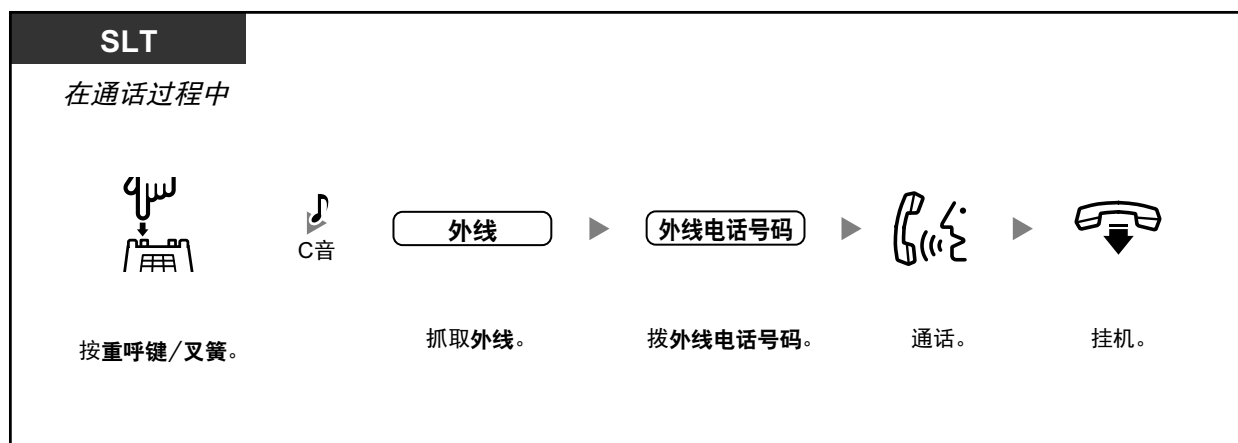 SLT
在通话过程中
C音
外线
外线电话号码
按重呼键/叉簧。
抓取外线。
拨外线电话号码。
通话。
挂机。